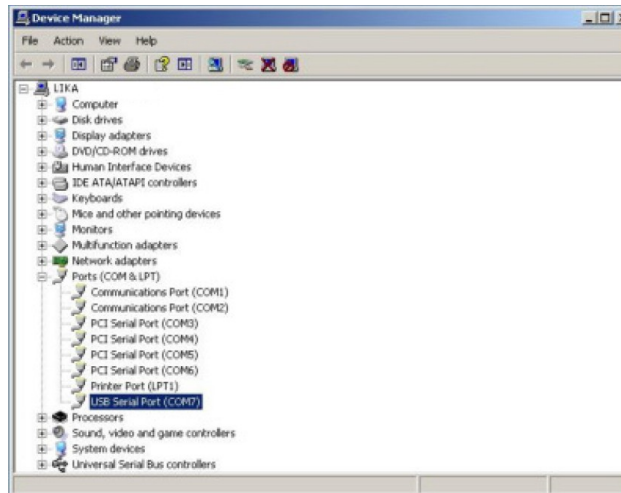 Device Manager
File Action View Help
LIKA
Computer
Disk drives
Display adapters
DVD/CD-ROM drives
Human Interface Devices
IDE ATA/ATAPI controllers
Keyboards
Mice and other pointing devices
Monitors
Multifunction adapters
Network adapters
Ports (COM & LPT)
Communications Port (COM1)
Communications Port (COM2)
PCI Serial Port (COM3)
PCI Serial Port (COM4)
PCI Serial Port (COM5)
PCI Serial Port (COM6)
Printer Port (LPT1)
USB Serial Port (COM7)
Processors
Sound, video and game controllers
System devices
Universal Serial Bus controllers